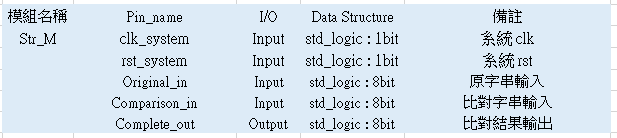 模組名稱 Pin_name I/O Data Structure 備註
Str_M clk_system Input std_logic : 1bit 系統 clk
rst_system Input std_logic : 1bit 系統 rst
Original_in Input std_logic : 8bit 原字串輸入
Comparison_in Input std_logic : 8bit 比對字串輸入
Complete_out Output std_logic : 8bit 比對結果輸出